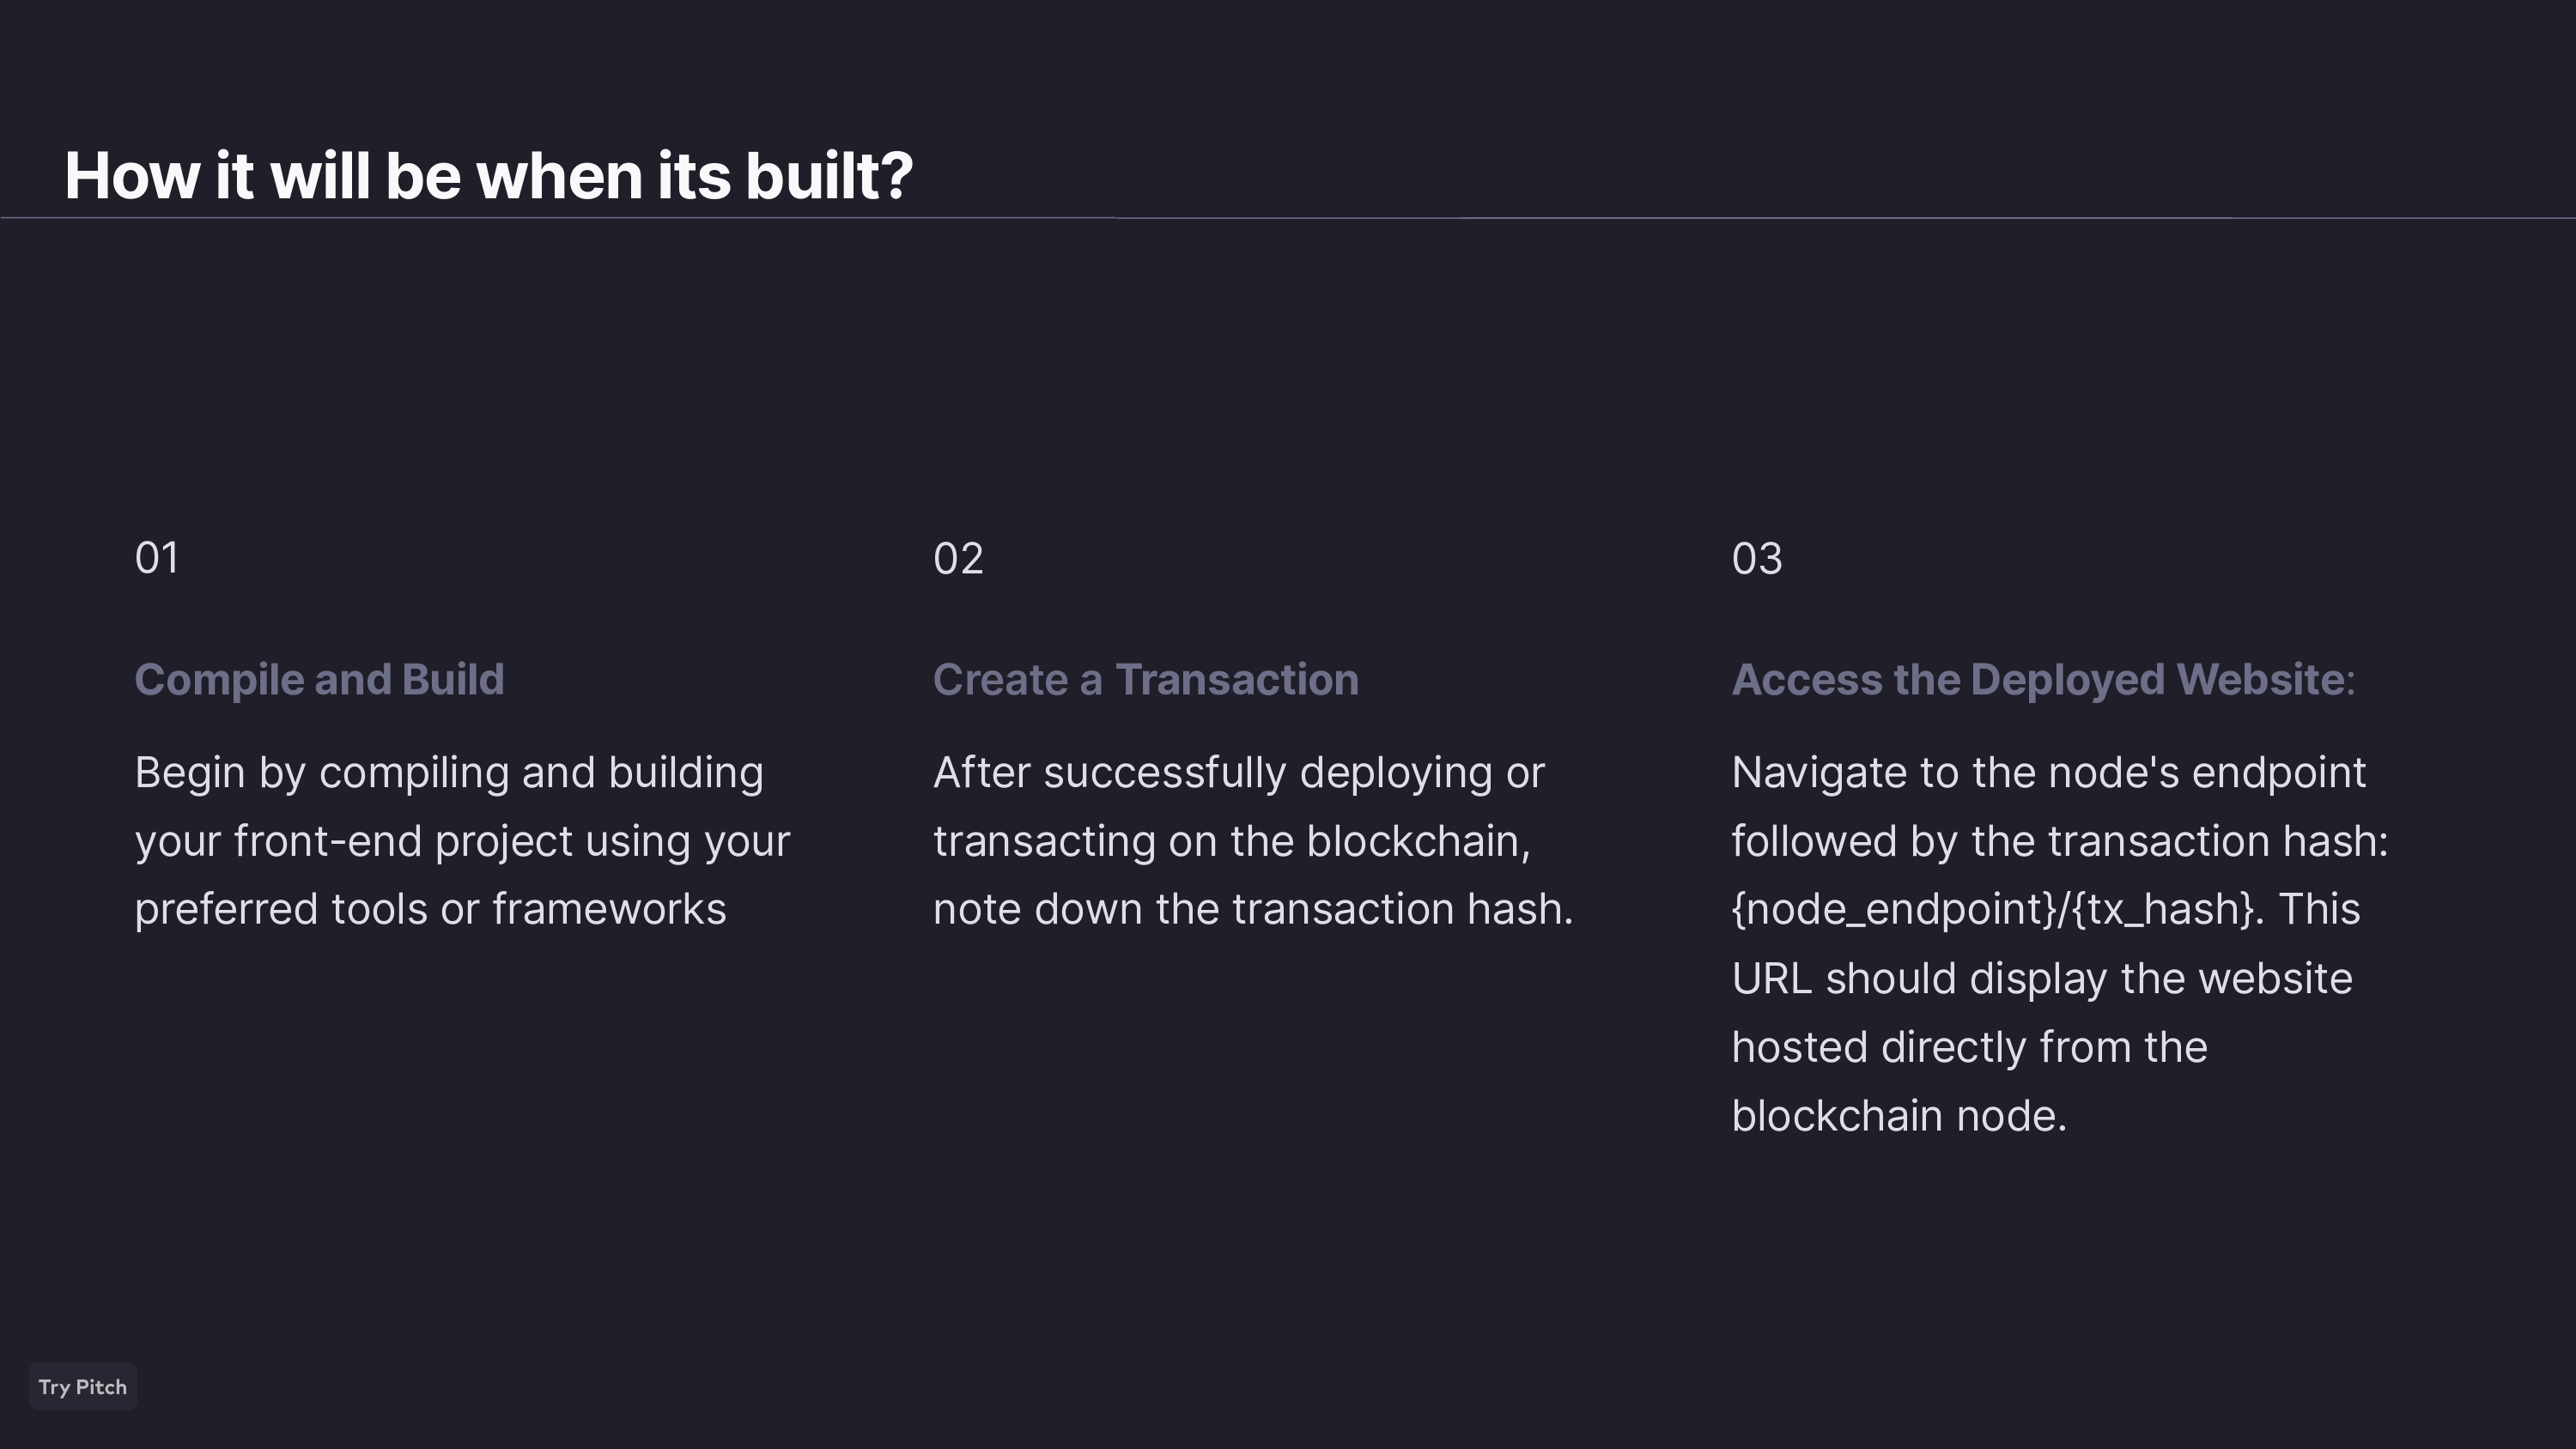 How it will be when its built?
01
Compile and Build
Begin by compiling and building
your front-end project using your
preferred tools or frameworks
02
Create a Transaction
After successfully deploying or
transacting on the blockchain,
note down the transaction hash.
03
Access the Deployed Website:
Navigate to the node's endpoint
followed by the transaction hash:
{node_endpoint}/{tx_hash}. This
URL should display the website
hosted directly from the
blockchain node.
Try Pitch